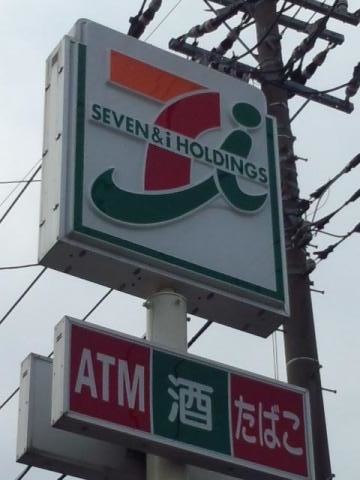 SEVEN & i HOLDINGS
ATM 酒 たばこ